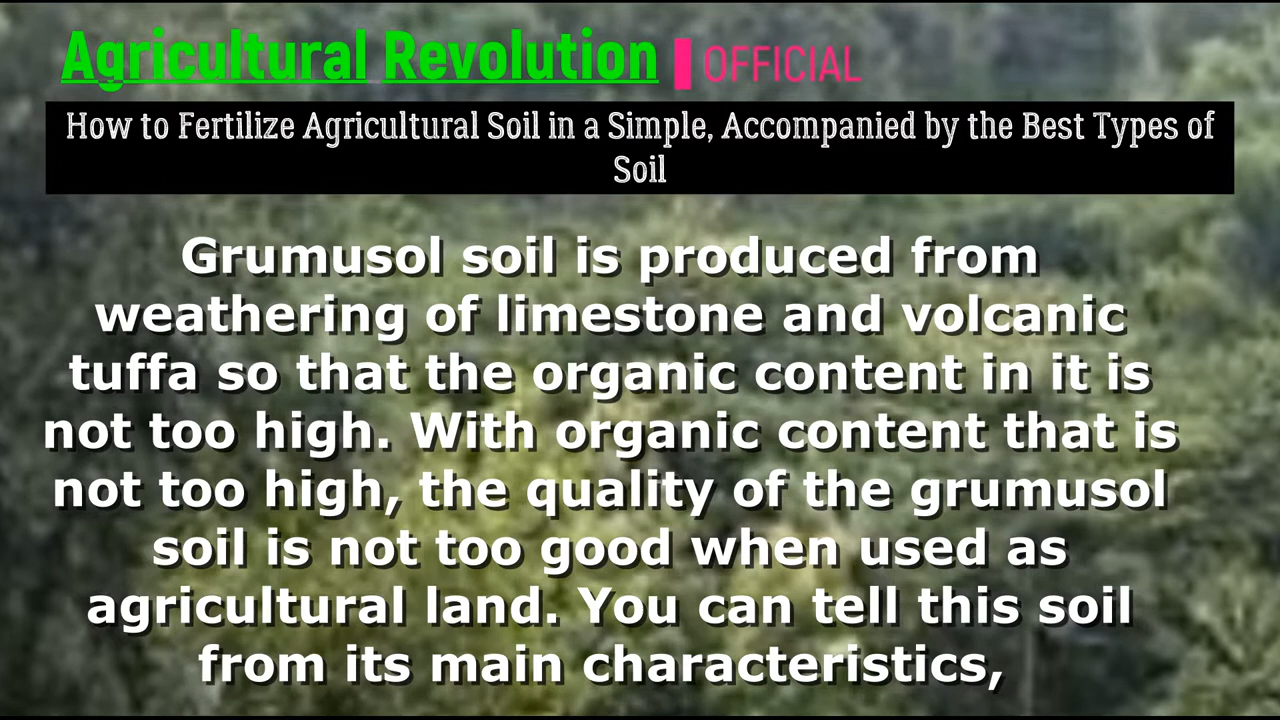 Agricultural Revolution OFFICIAL
How to Fertilize Agricultural Soil in a Simple, Accompanied by the Best Types of
Soil
Grumusol soil is produced from
weathering of limestone and volcanic
tuffa so that the organic content in it is
not too high. With organic content that is
not too high, the quality of the grumusol
soil is not too good when used as
agricultural land. You can tell this soil
from its main characteristics,